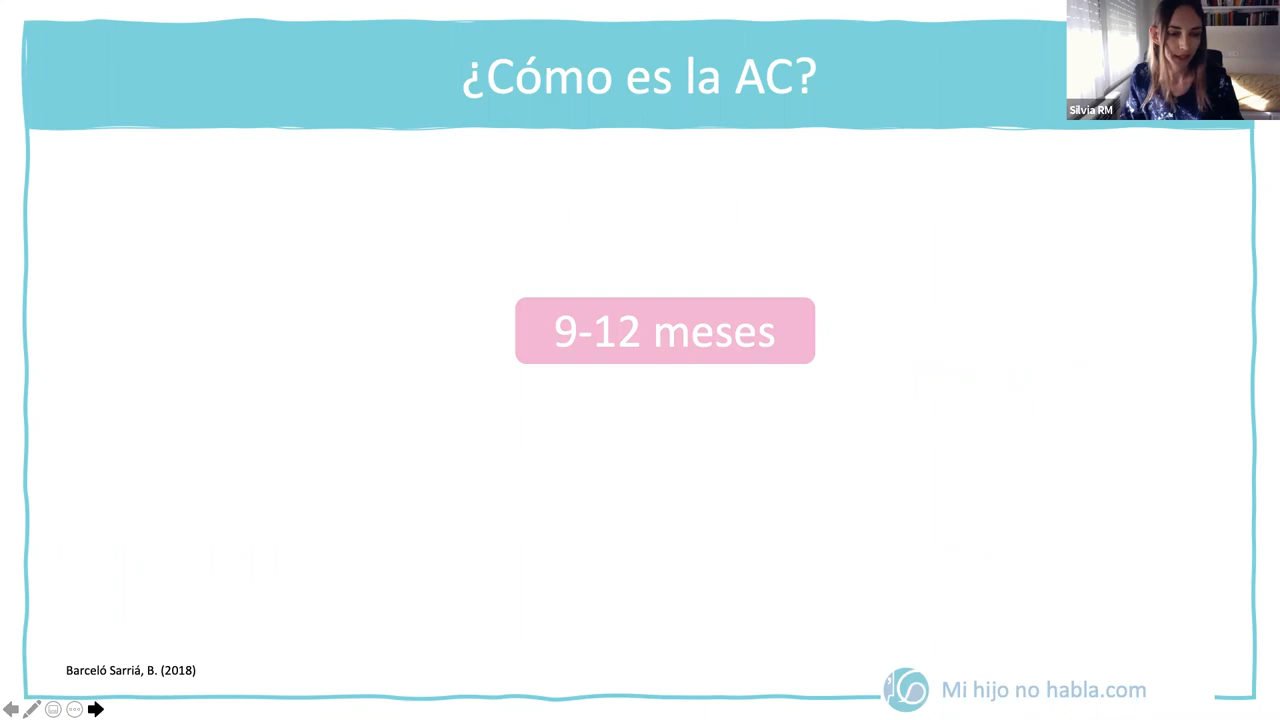 ¿Cómo es la AC?
Silvia RM
9-12 meses
Barceló Sarriá, B. (2018)
Mi hijo no habla.com